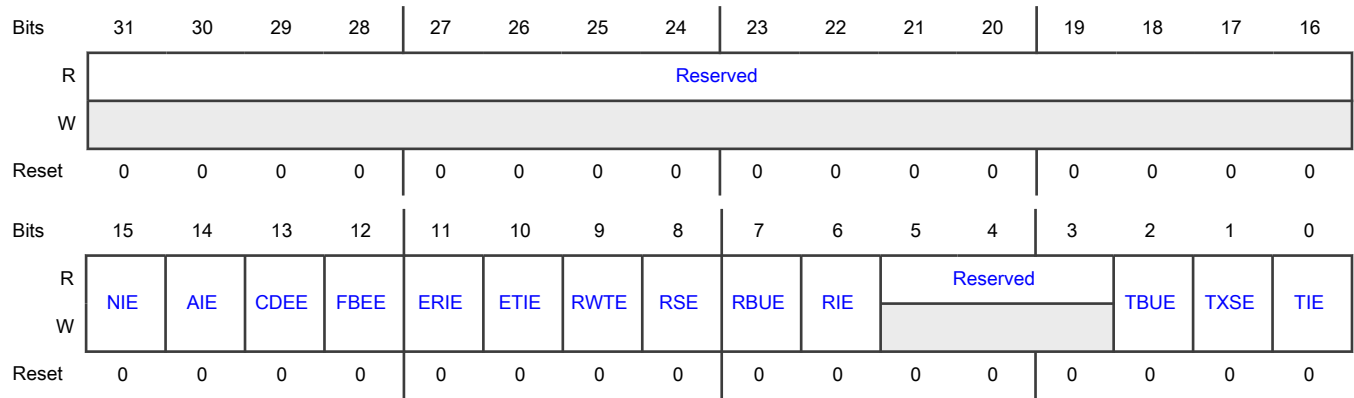 Bits 31 30 29 28 27 26 25 24 23 22 21 20 19 18 17 16
R Reserved
W
Reset 0 0 0 0 0 0 0 0 0 0 0 0 0 0 0 0
Bits 15 14 13 12 11 10 9 8 7 6 5 4 3 2 1 0
R Reserved
NIE AIE CDEE FBEE ERIE ETIE RWTE RSE RBUE RIE TBUE TXSE TIE
W
Reset 0 0 0 0 0 0 0 0 0 0 0 0 0 0 0 0